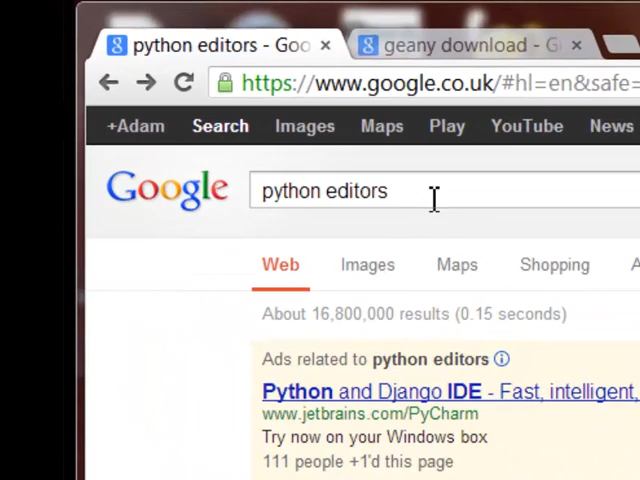 python editors - Goo × geany download - G ×
https://www.google.co.uk/#hl=en&safe=
+Adam Search Images Maps Play YouTube News
Google python editors
Web Images Maps Shopping
About 16,800,000 results (0.15 seconds)
Ads related to python editors
Python and Django IDE - Fast, intelligent,
www.jetbrains.com/PyCharm
Try now on your Windows box
111 people +1'd this page